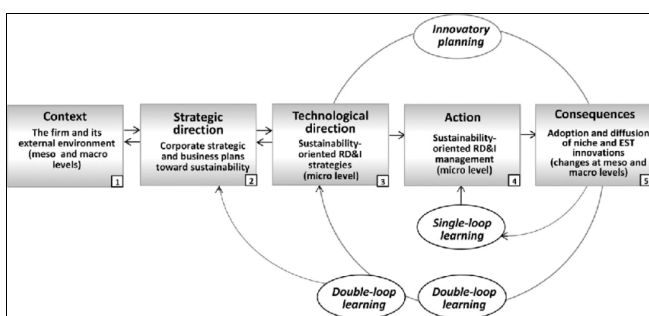 Innovatory
planning
Context
The firm and its
external environment
(meso and macro
levels)
1
Strategic
direction
Corporate strategic
and business plans
toward sustainability
2
Technological
direction
Sustainability-
oriented RD&I
strategies
(micro level)
3
Action
Sustainability-
oriented RD&I
management
(micro level)
4
Consequences
Adoption and diffusion
of niche and EST
innovations
(changes at meso and
macro levels)
5
Single-loop
learning
Double-loop
learning
Double-loop
learning